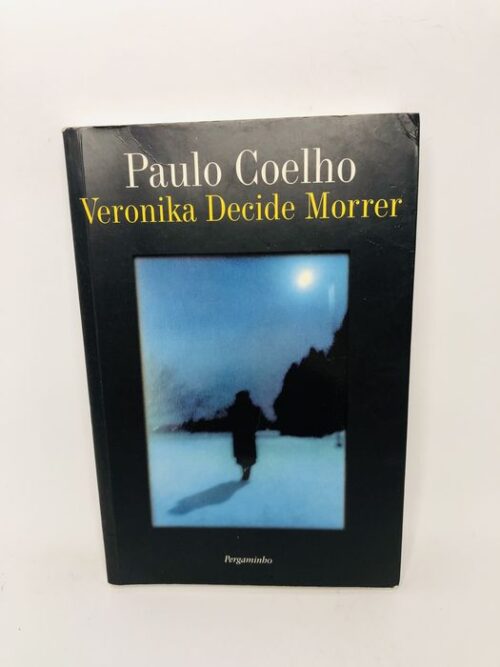 Paulo Coelho
Veronika Decide Morrer
Pergaminho